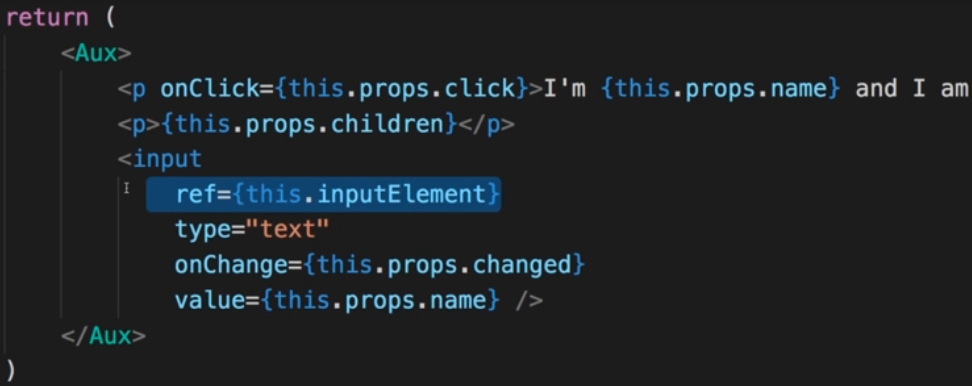 return (
<Aux>
<p onClick={this.props.click}>I'm {this.props.name} and I am
<p>{this.props.children}</p>
<input
ref={this.inputElement}
type="text"
onChange={this.props.changed}
value={this.props.name} />
</Aux>
)